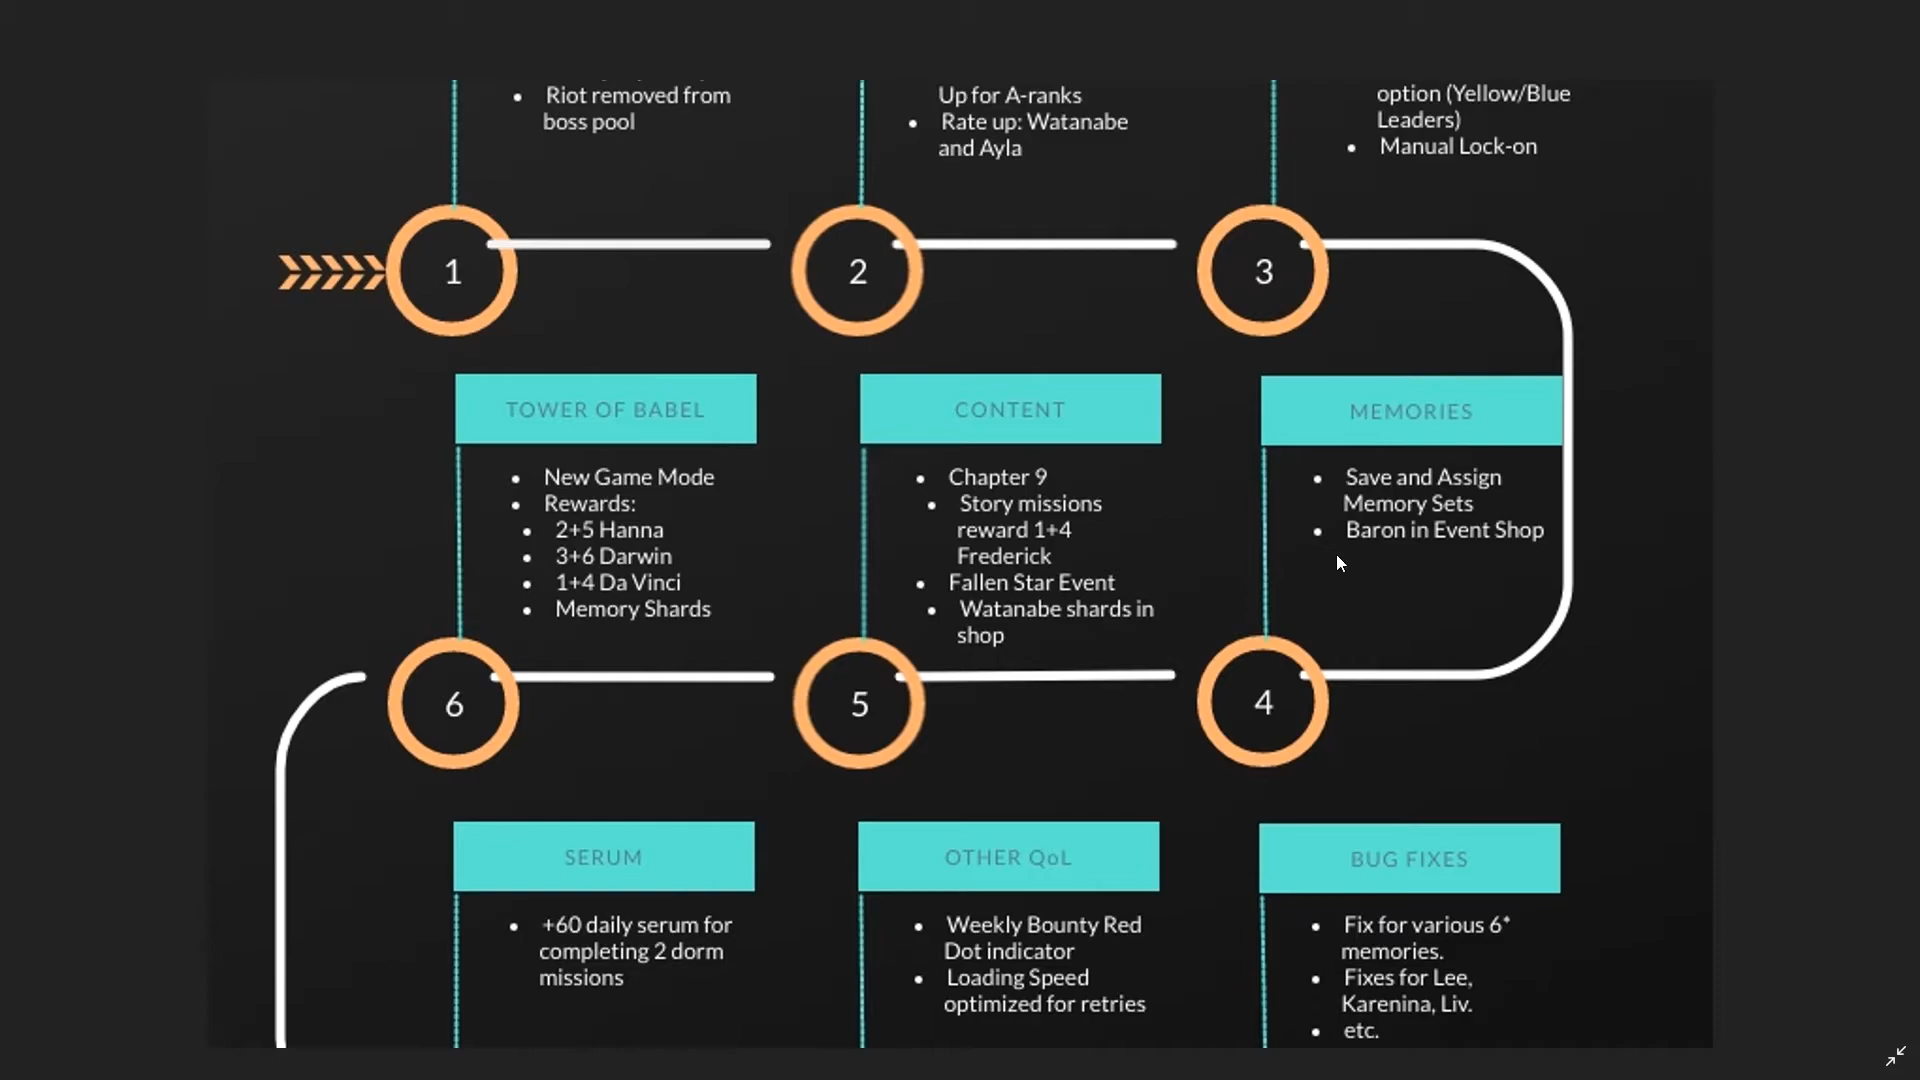 • Riot removed from
boss pool
Up for A-ranks
• Rate up: Watanabe
and Ayla
option (Yellow/Blue
Leaders)
• Manual Lock-on
1
2
3
TOWER OF BABEL
• New Game Mode
• Rewards:
• 2+5 Hanna
• 3+6 Darwin
• 1+4 Da Vinci
• Memory Shards
CONTENT
• Chapter 9
• Story missions
reward 1+4
Frederick
• Fallen Star Event
• Watanabe shards in
shop
MEMORIES
• Save and Assign
Memory Sets
• Baron in Event Shop
6
5
4
SERUM
• +60 daily serum for
completing 2 dorm
missions
OTHER QoL
• Weekly Bounty Red
Dot indicator
• Loading Speed
optimized for retries
BUG FIXES
• Fix for various 6*
memories.
• Fixes for Lee,
Karenina, Liv.
• etc.